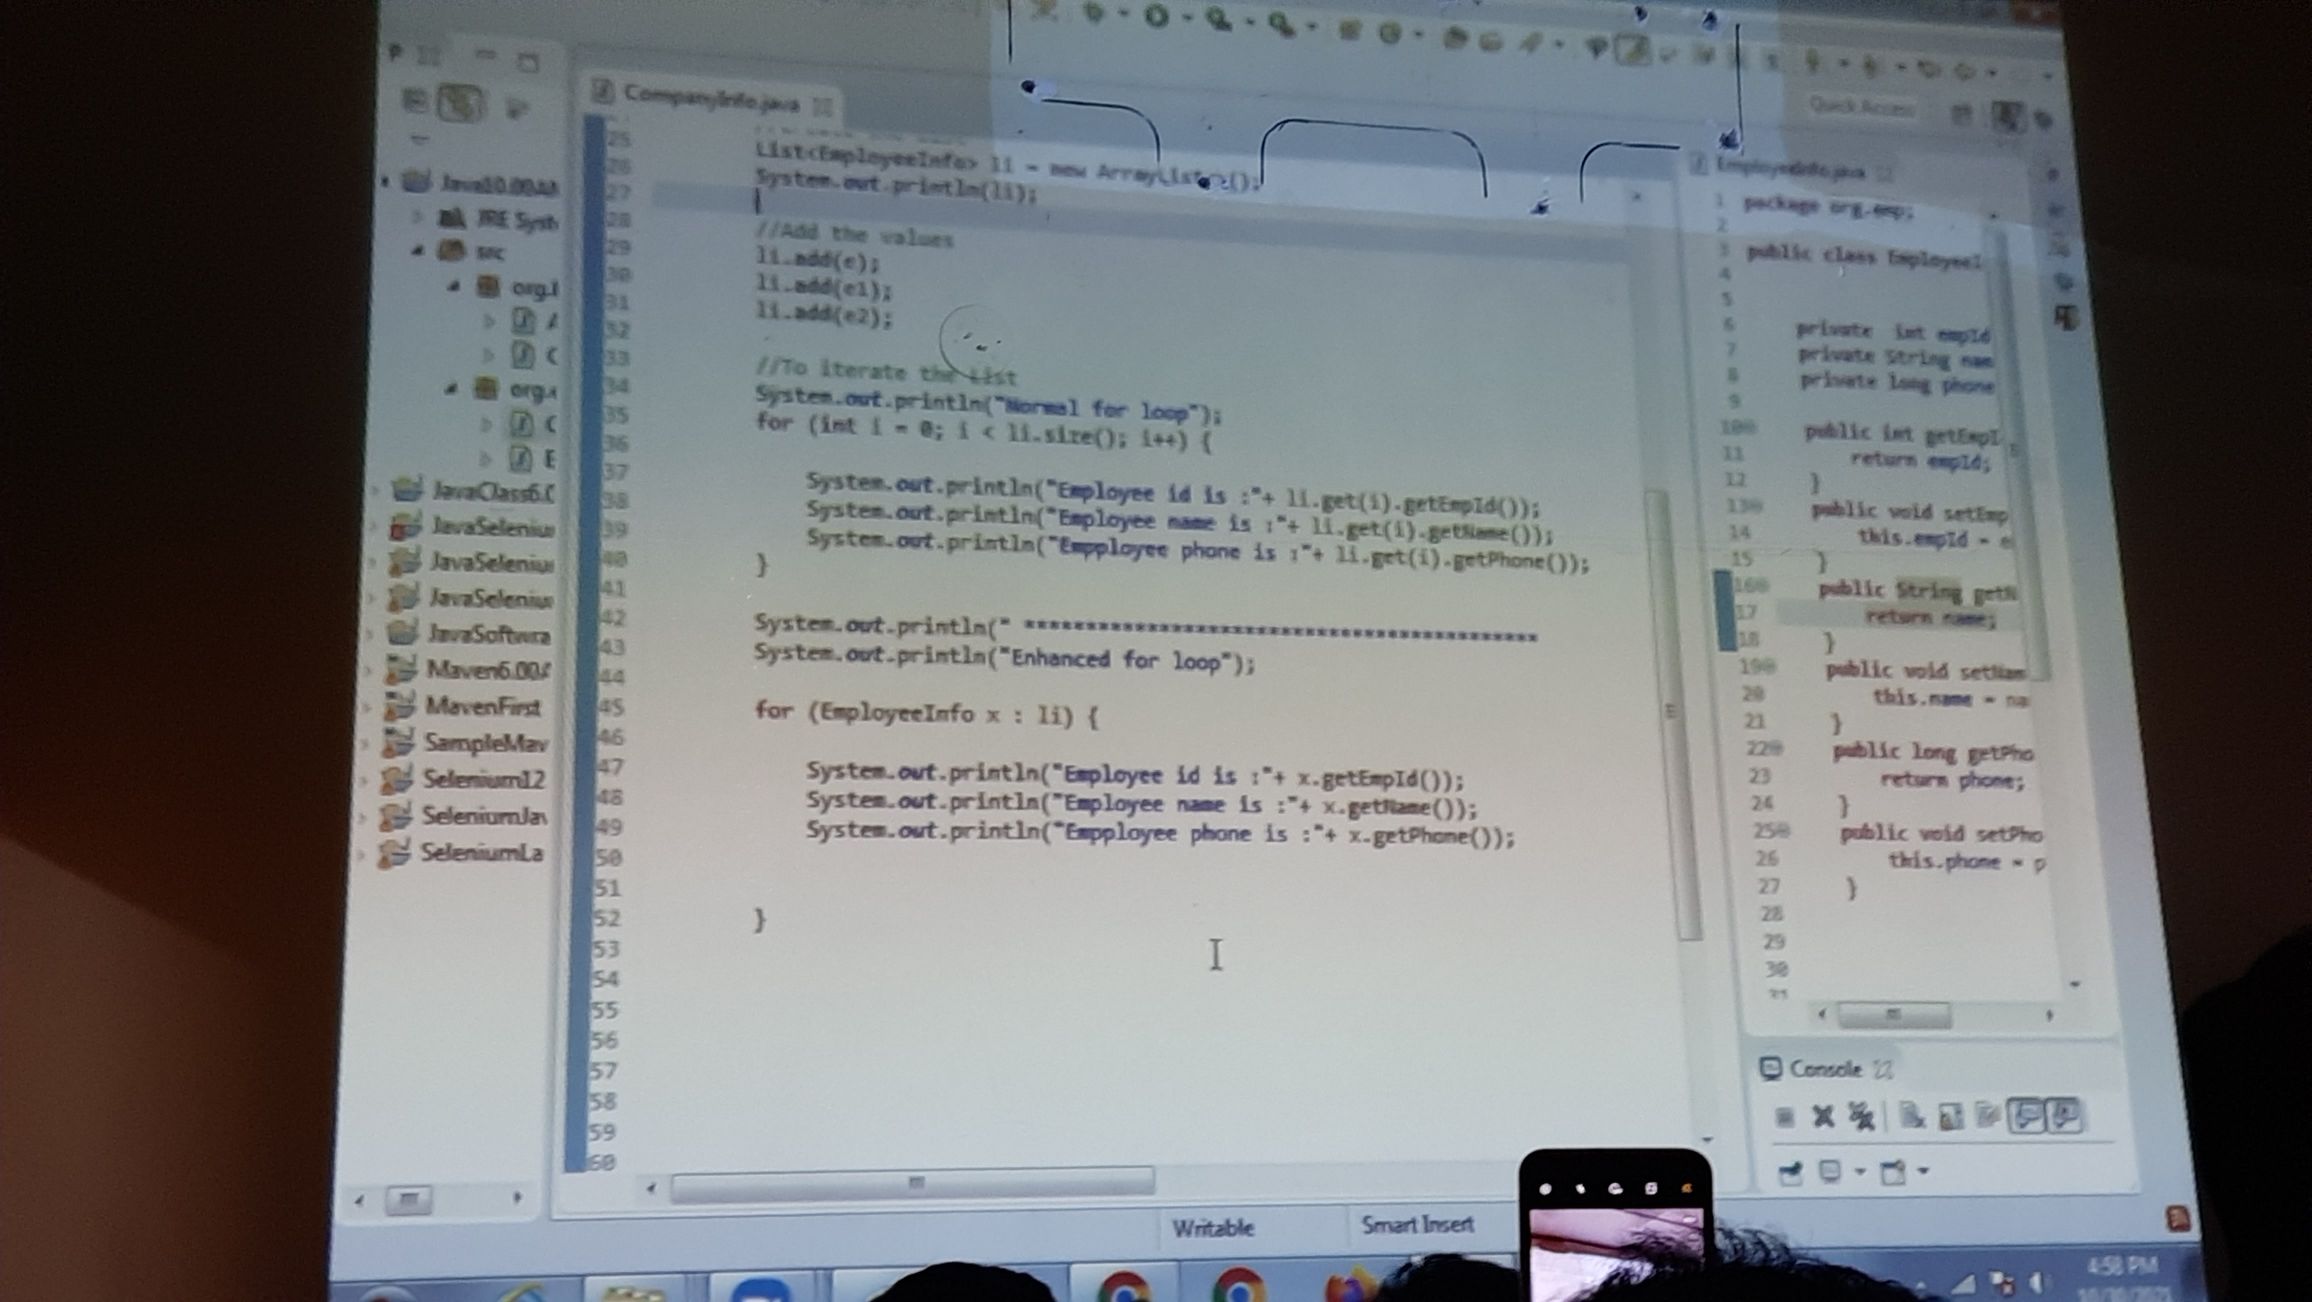 CompanyInfo.java
Quick Access
JRE Syst
src
JavaClass6.0
JavaSeleniu
JavaSeleniu
JavaSeleniu
JavaSoftwra
MavenFirst
SampleMav
Selenium12
SeleniumJav
SeleniumLa
25
26 List<EmployeeInfo> li = new ArrayList<>();
27 System.out.println(li);
28
29 //Add the values
30 li.add(e);
31 li.add(e1);
32 li.add(e2);
33
34 //To iterate the List
35 System.out.println("Normal for loop");
36 for (int i = 0; i < li.size(); i++) {
37
38 System.out.println("Employee id is :"+ li.get(i).getEmpId());
39 System.out.println("Employee name is :"+ li.get(i).getName());
40 System.out.println("Empployee phone is :"+ li.get(i).getPhone());
41 }
42
43 System.out.println("
44 System.out.println("Enhanced for loop");
45
46 for (EmployeeInfo x : li) {
47
48 System.out.println("Employee id is :"+ x.getEmpId());
49 System.out.println("Employee name is :"+ x.getName());
50 System.out.println("Empployee phone is :"+ x.getPhone());
51
52
53 }
54
55
56
57
58
59
60
EmployeeInfo.java
1 package org.emp;
2
3 public class EmployeeI
4
5
6 private int empId
7 private String nam
8 private long phone
9
10 public int getEmpI
11 return empId;
12 }
13 public void setEmp
14 this.empId = e
15 }
16 public String getN
17 return name;
18 }
19 public void setNam
20 this.name = na
21 }
22 public long getPho
23 return phone;
24 }
25 public void setPho
26 this.phone = p
27 }
28
29
30
Console
Writable
Smart Insert
4:58 PM